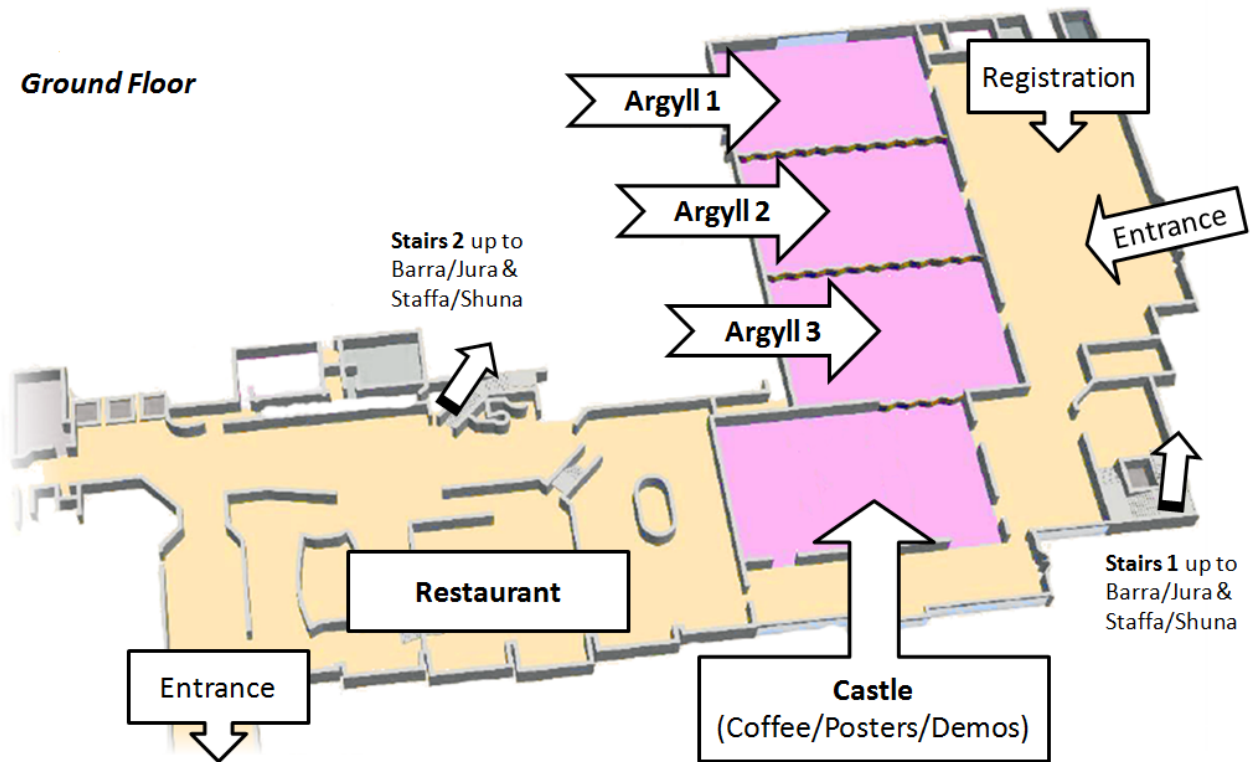 Ground Floor
Argyll 1
Registration
Argyll 2
Entrance
Stairs 2 up to
Barra/Jura &
Staffa/Shuna
Argyll 3
Restaurant
Stairs 1 up to
Barra/Jura &
Staffa/Shuna
Entrance
Castle
(Coffee/Posters/Demos)